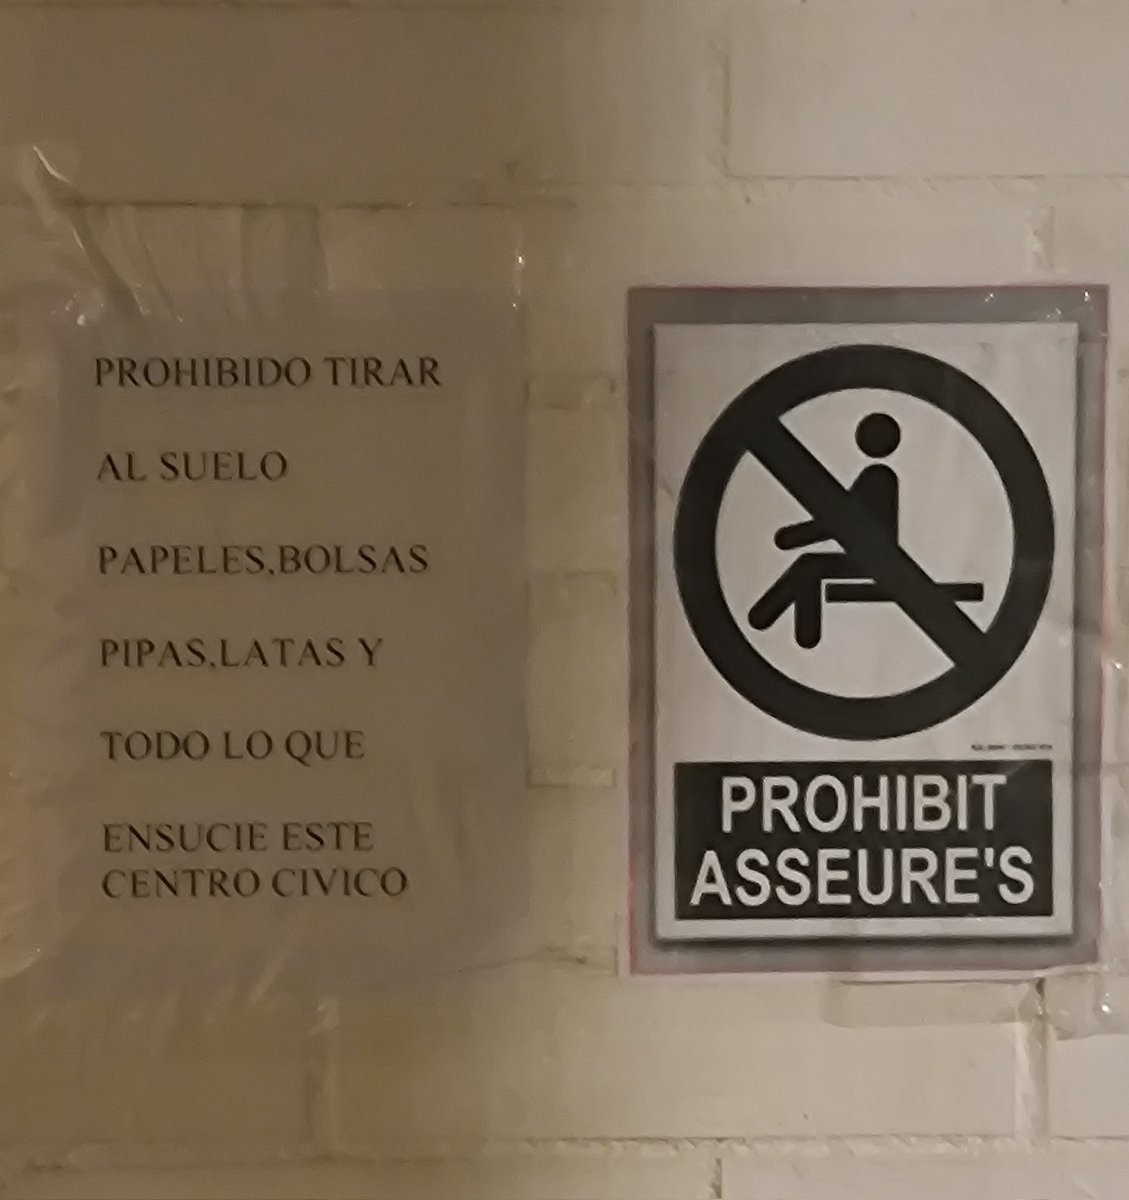 PROHIBIDO TIRAR
AL SUELO
PAPELES,BOLSAS
PIPAS,LATAS Y
TODO LO QUE
ENSUCIE ESTE
CENTRO CIVICO
PROHIBIT
ASSEURE'S